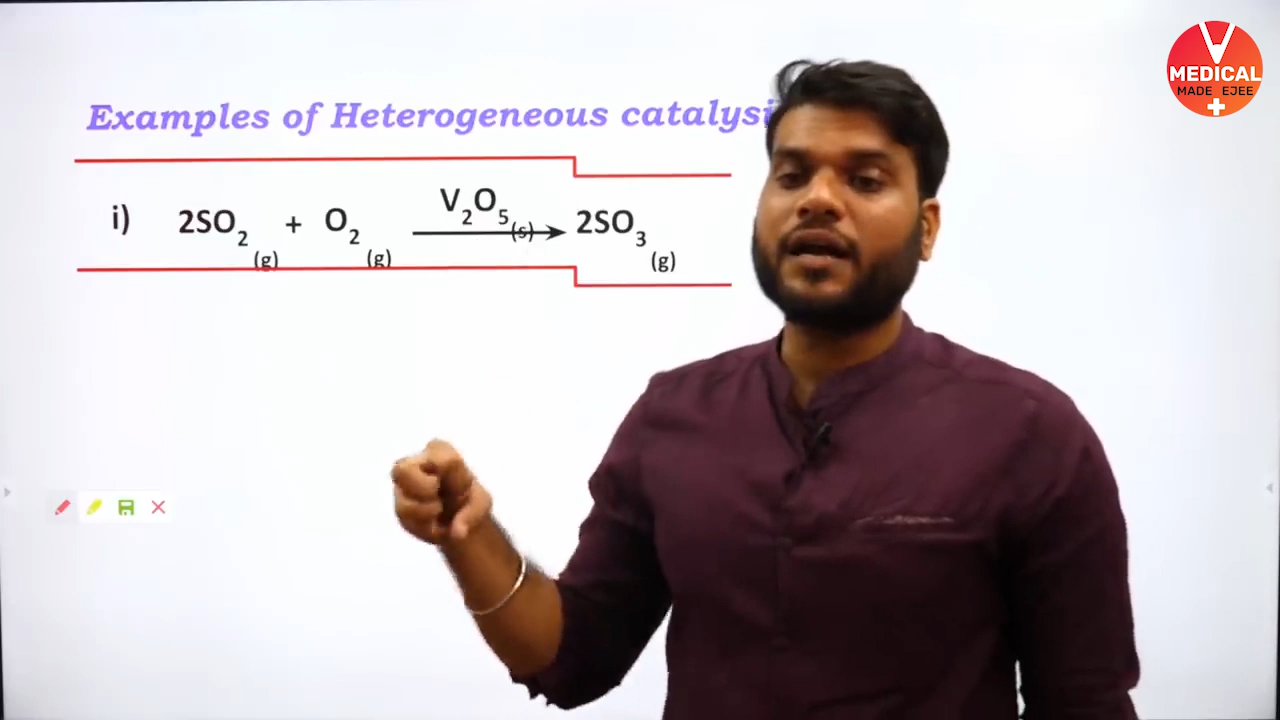 Examples of Heterogeneous catalysi
i) 2SO₂(g) + O₂(g) V₂O₅(s) → 2SO₃(g)
MEDICAL
MADE EJEE